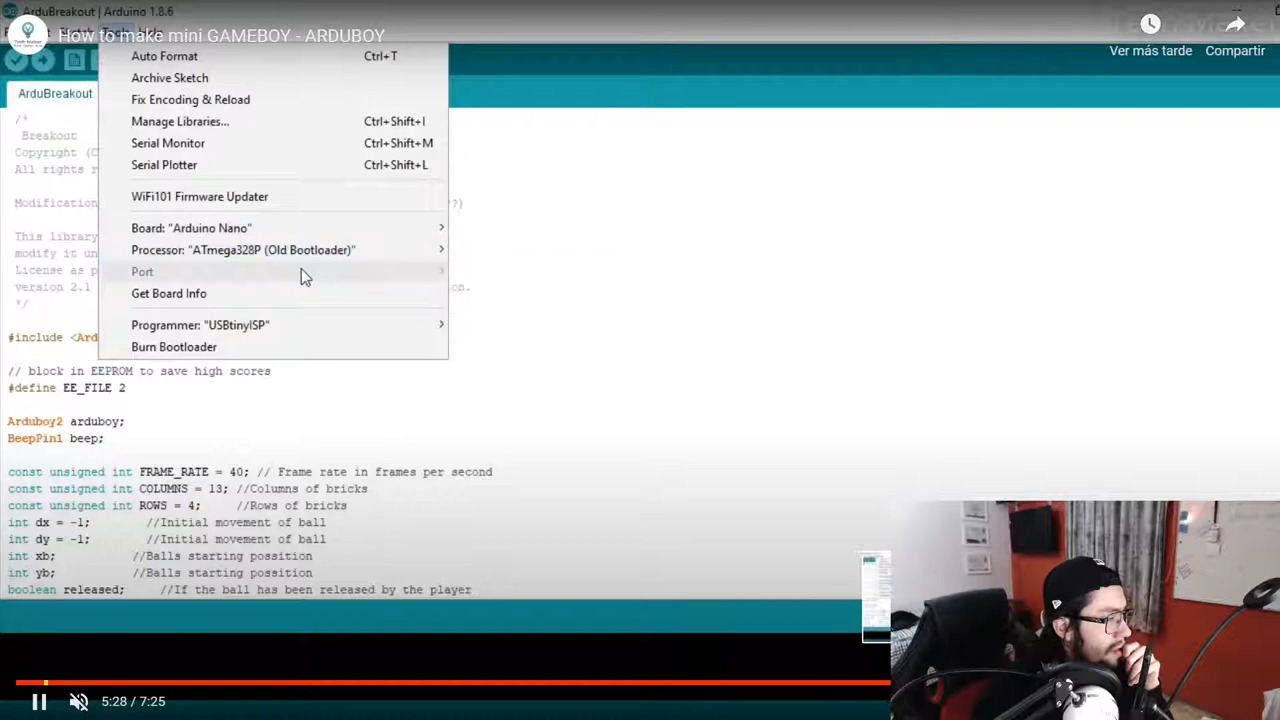 ArduBreakout | Arduino 1.8.6
How to make mini GAMEBOY - ARDUBOY
Ver más tarde
Compartir
Auto Format Ctrl+T
Archive Sketch
Fix Encoding & Reload
Manage Libraries... Ctrl+Shift+I
Serial Monitor Ctrl+Shift+M
Serial Plotter Ctrl+Shift+L
WiFi101 Firmware Updater
Board: "Arduino Nano"
Processor: "ATmega328P (Old Bootloader)"
Port
Get Board Info
Programmer: "USBtinyISP"
Burn Bootloader
ArduBreakout
/*
Breakout
Copyright (C
All rights r
Modification ?)
This library
modify it un
License as p
version 2.1 on.
*/
#include <Ard
// block in EEPROM to save high scores
#define EE_FILE 2
Arduboy2 arduboy;
BeepPin1 beep;
const unsigned int FRAME_RATE = 40; // Frame rate in frames per second
const unsigned int COLUMNS = 13; //Columns of bricks
const unsigned int ROWS = 4; //Rows of bricks
int dx = -1; //Initial movement of ball
int dy = -1; //Initial movement of ball
int xb; //Balls starting possition
int yb; //Balls starting possition
boolean released; //If the ball has been released by the player
5:28 / 7:25